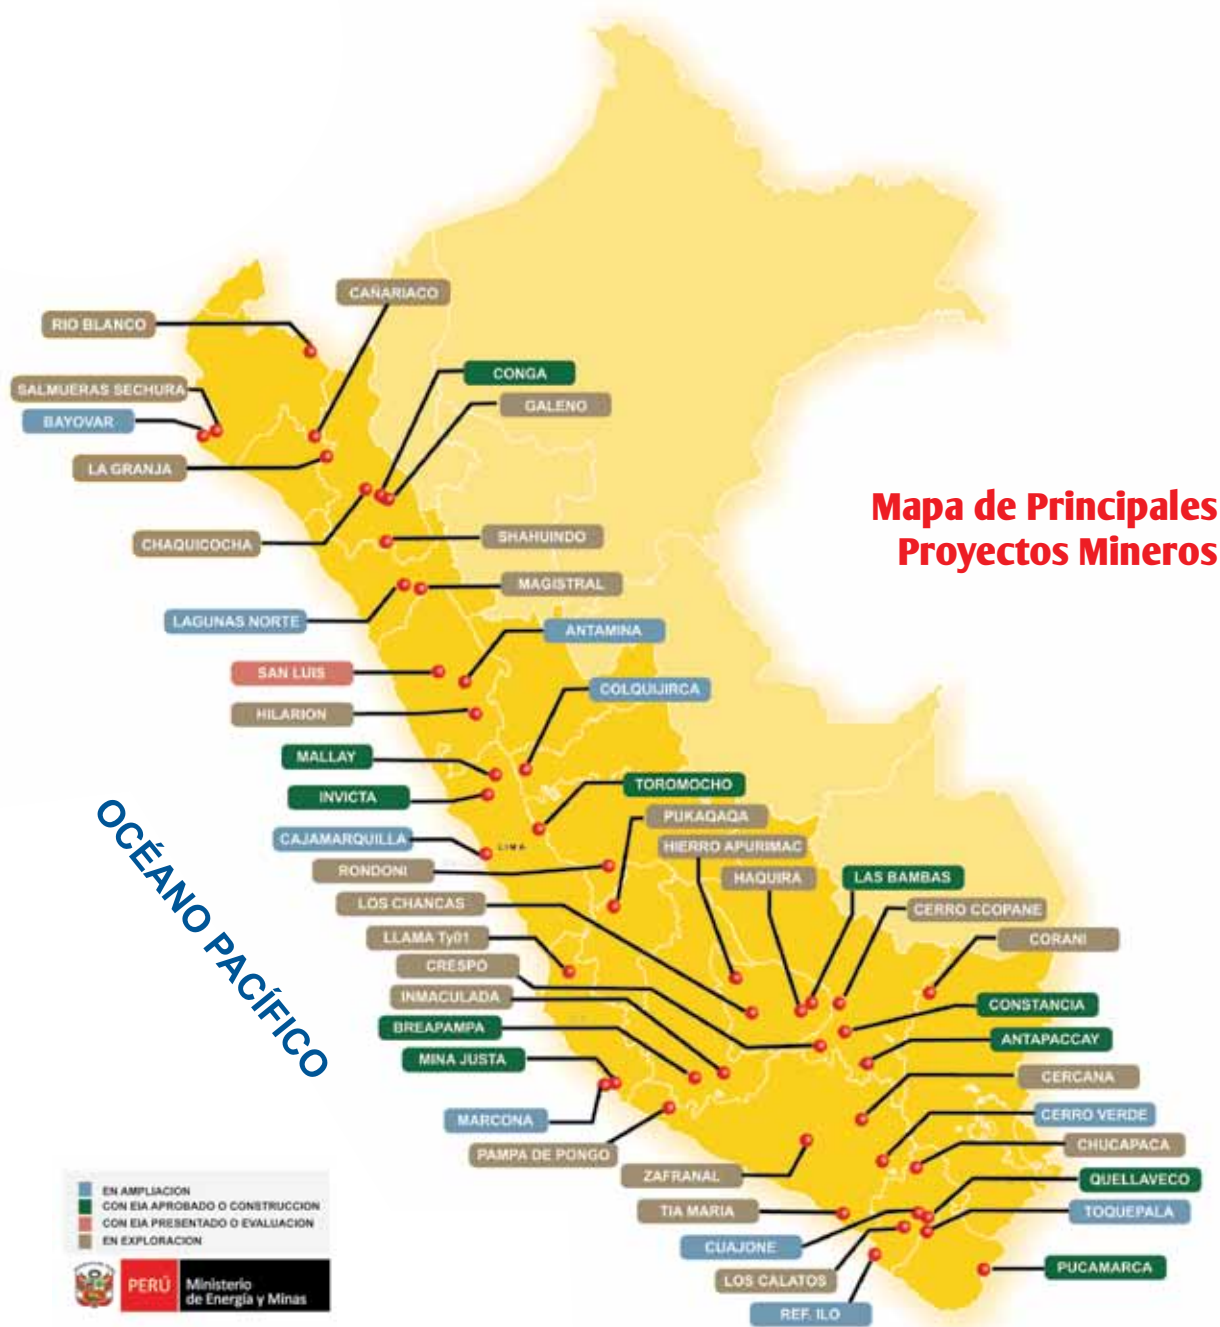 CAÑARIACO
RIO BLANCO
CONGA
SALMUERAS SECHURA
GALENO
BAYOVAR
LA GRANJA
Mapa de Principales
Proyectos Mineros
SHAHUINDO
CHAQUICOCHA
MAGISTRAL
LAGUNAS NORTE
ANTAMINA
SAN LUIS
COLQUIJIRCA
HILARION
MALLAY
TOROMOCHO
INVICTA
PUKAQAQA
OCÉANO PACÍFICO
CAJAMARQUILLA
LIMA
HIERRO APURIMAC
RONDONI
HAQUIRA
LAS BAMBAS
LOS CHANCAS
CERRO CCOPANE
LLAMA Ty01
CORANI
CRESPO
INMACULADA
CONSTANCIA
BREAPAMPA
ANTAPACCAY
MINA JUSTA
CERCANA
MARCONA
CERRO VERDE
PAMPA DE PONGO
CHUCAPACA
ZAFRANAL
QUELLAVECO
TIA MARIA
TOQUEPALA
CUAJONE
PUCAMARCA
LOS CALATOS
REF. ILO
EN AMPLIACION
CON EIA APROBADO O CONSTRUCCION
CON EIA PRESENTADO O EVALUACION
EN EXPLORACION
PERÚ
Ministerio
de Energía y Minas